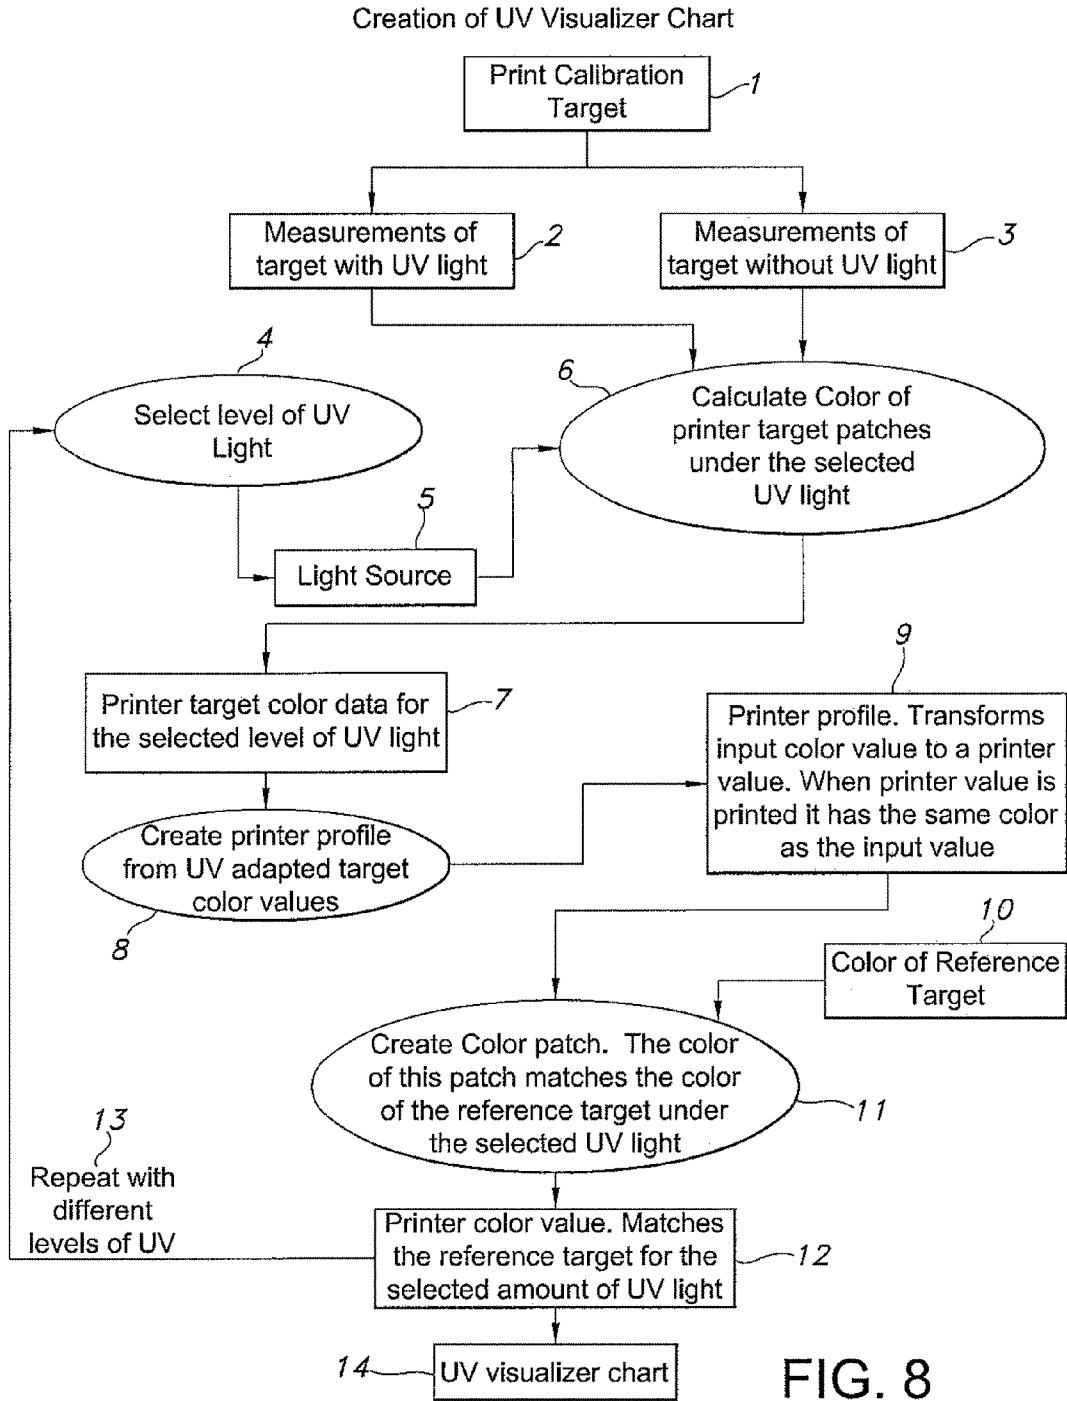 Creation of UV Visualizer Chart
Print Calibration
Target
1
Measurements of
target with UV light
2
Measurements of
target without UV light
3
4
Select level of UV
Light
5
Light Source
6
Calculate Color of
printer target patches
under the selected
UV light
7
Printer target color data for
the selected level of UV light
8
Create printer profile
from UV adapted target
color values
9
Printer profile. Transforms
input color value to a printer
value. When printer value is
printed it has the same color
as the input value
10
Color of Reference
Target
Create Color patch. The color
of this patch matches the color
of the reference target under
the selected UV light
11
13
Repeat with
different
levels of UV
Printer color value. Matches
the reference target for the
selected amount of UV light
12
14
UV visualizer chart
FIG. 8